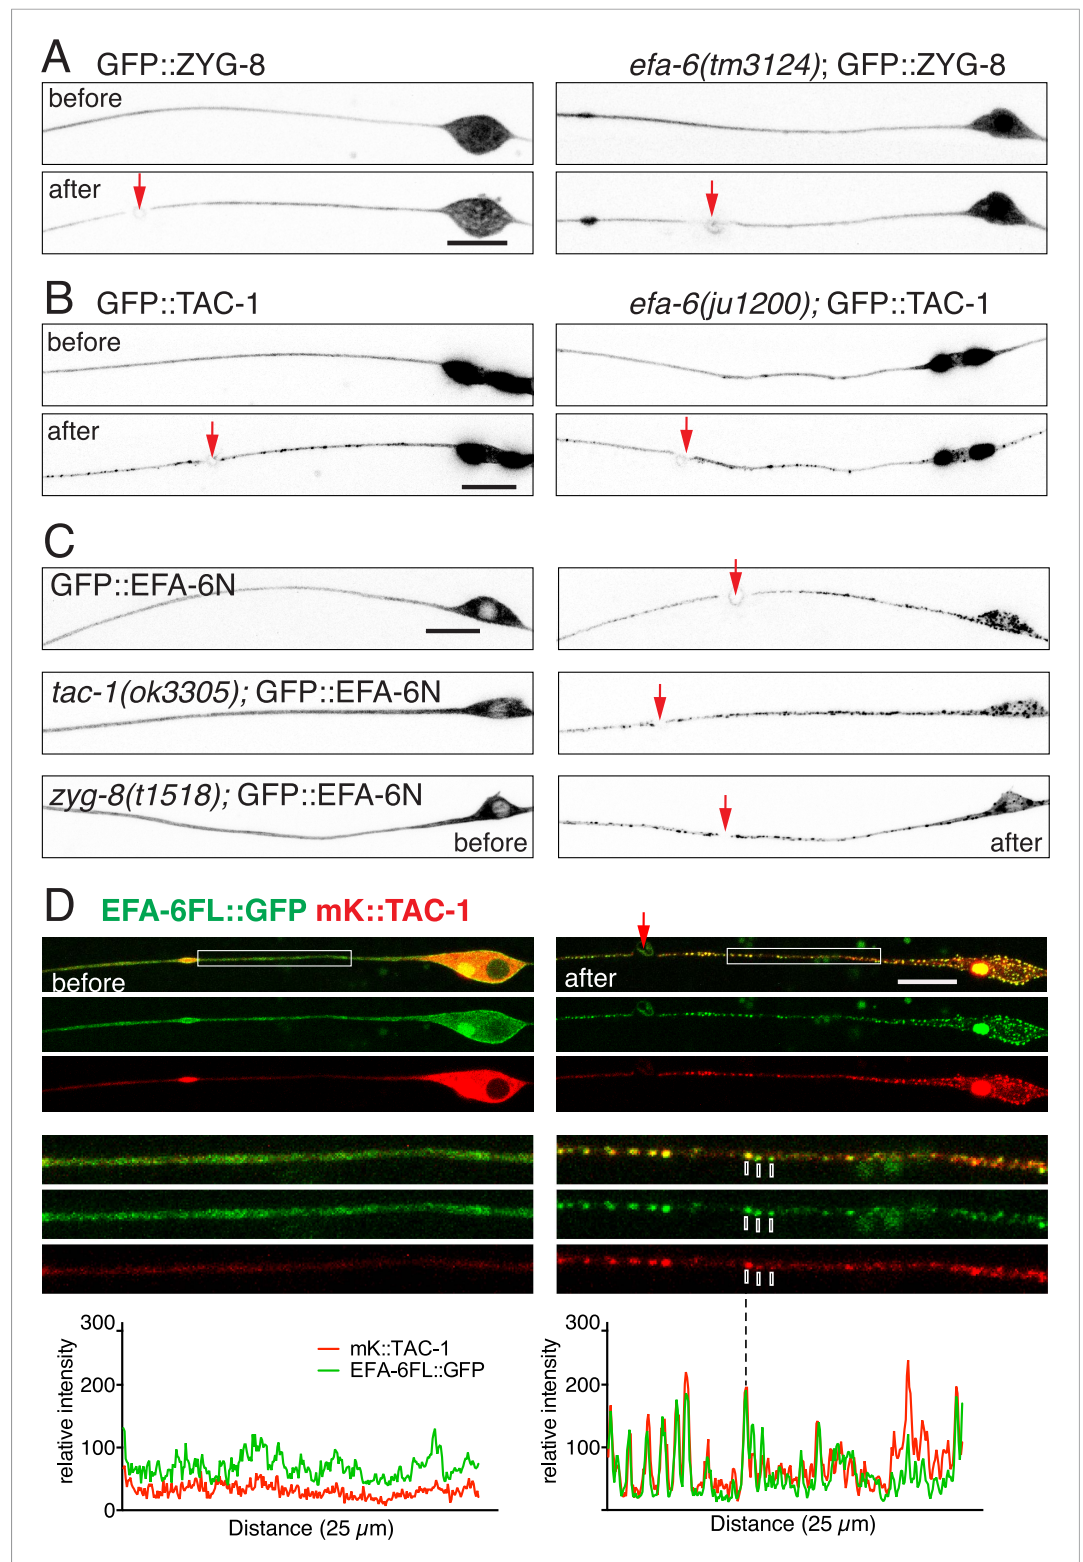 A GFP::ZYG-8 efa-6(tm3124); GFP::ZYG-8
before
after
B GFP::TAC-1 efa-6(ju1200); GFP::TAC-1
before
after
C
GFP::EFA-6N
tac-1(ok3305); GFP::EFA-6N
zyg-8(t1518); GFP::EFA-6N
before after
D EFA-6FL::GFP mK::TAC-1
before after
300
200
100
0
relative intensity
mK::TAC-1
EFA-6FL::GFP
Distance (25 µm)
300
200
100
relative intensity
Distance (25 µm)